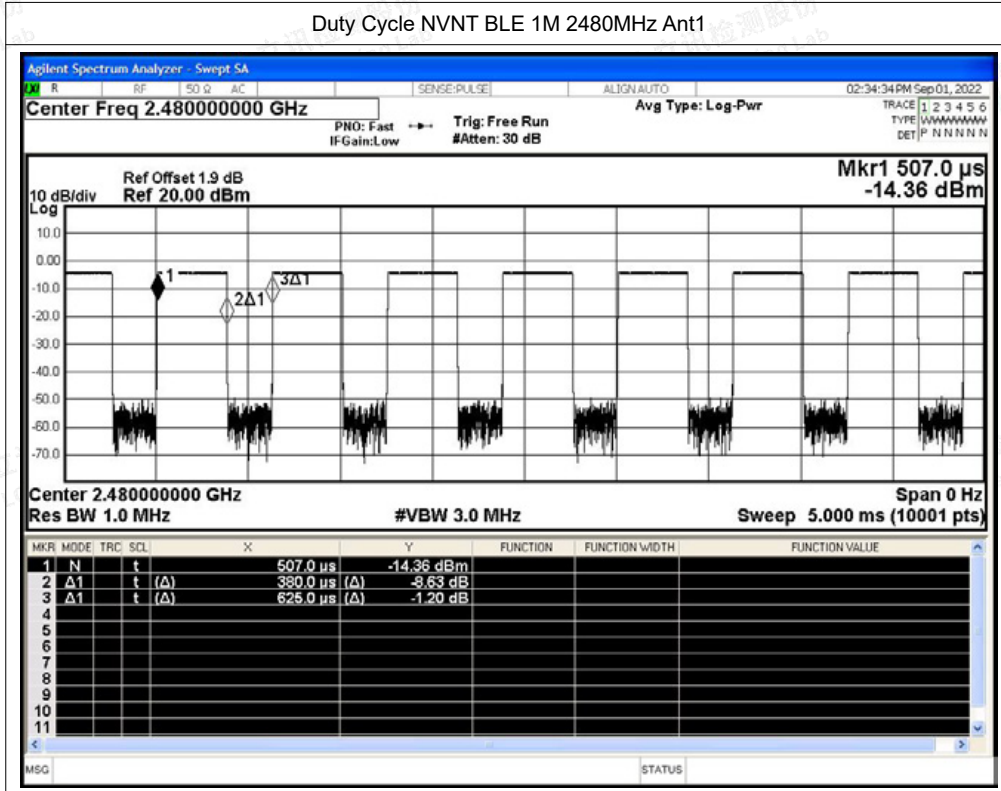 Duty Cycle NVNT BLE 1M 2480MHz Ant1
Agilent Spectrum Analyzer - Swept SA
R RF 50 Ω AC SENSE:PULSE ALIGN AUTO 02:34:34 PM Sep 01, 2022
Center Freq 2.480000000 GHz Avg Type: Log-Pwr TRACE 1 2 3 4 5 6
PNO: Fast Trig: Free Run TYPE
IFGain:Low #Atten: 30 dB DET P N N N N N
Mkr1 507.0 µs
Ref Offset 1.9 dB
10 dB/div Ref 20.00 dBm -14.36 dBm
Log
10.0
0.00
1 2Δ1 3Δ1
-10.0
-20.0
-30.0
-40.0
-50.0
-60.0
-70.0
Center 2.480000000 GHz Span 0 Hz
Res BW 1.0 MHz #VBW 3.0 MHz Sweep 5.000 ms (10001 pts)
MKR MODE TRC SCL X Y FUNCTION FUNCTION WIDTH FUNCTION VALUE
1 N t 507.0 µs -14.36 dBm
2 Δ1 t (Δ) 380.0 µs (Δ) -8.63 dB
3 Δ1 t (Δ) 625.0 µs (Δ) -1.20 dB
4
5
6
7
8
9
10
11
MSG STATUS